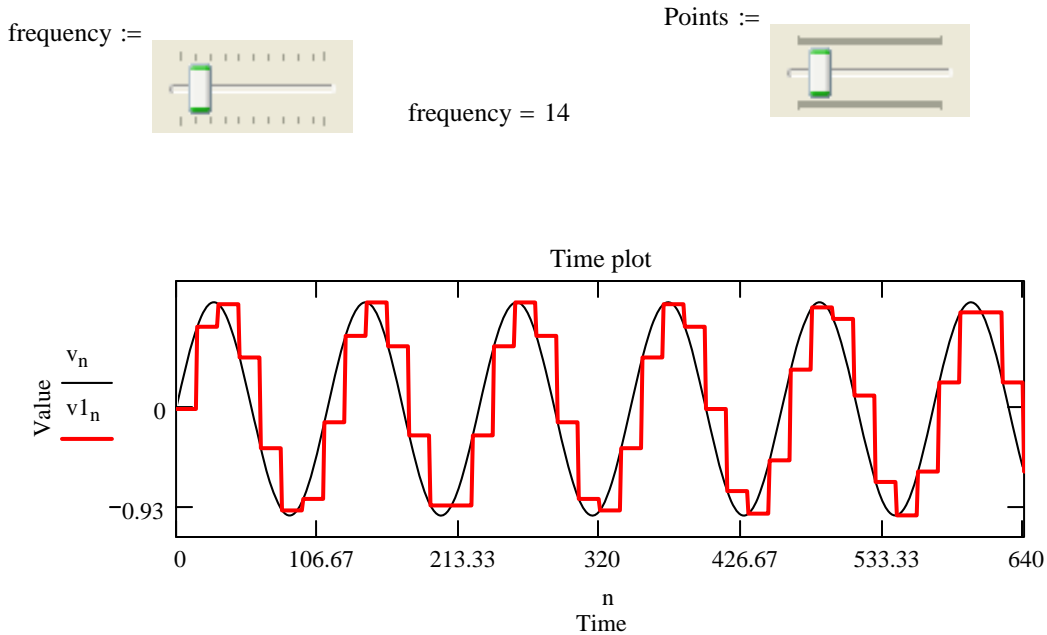 frequency :=
Points :=
frequency = 14
Time plot
Value
v_n
v1_n
0
−0.93
0 106.67 213.33 320 426.67 533.33 640
n
Time